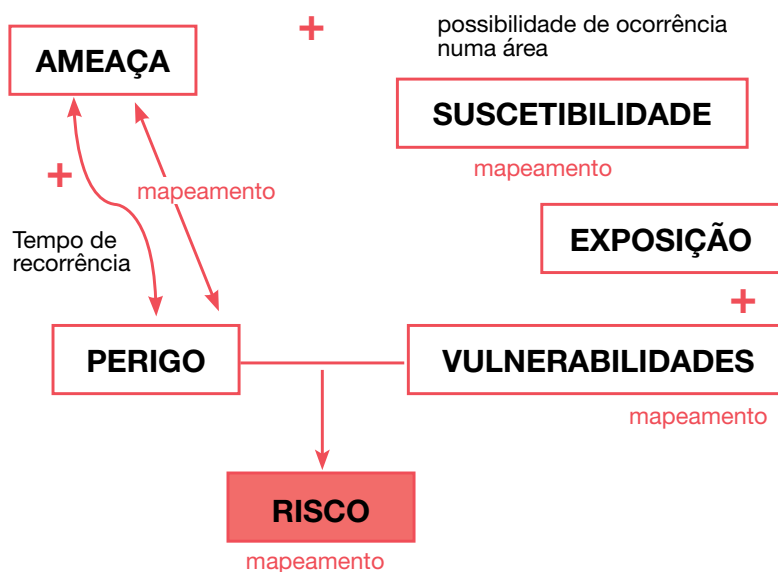 +
possibilidade de ocorrência
numa área
AMEAÇA
SUSCETIBILIDADE
mapeamento
+
mapeamento
EXPOSIÇÃO
Tempo de
recorrência
+
PERIGO
VULNERABILIDADES
mapeamento
RISCO
mapeamento